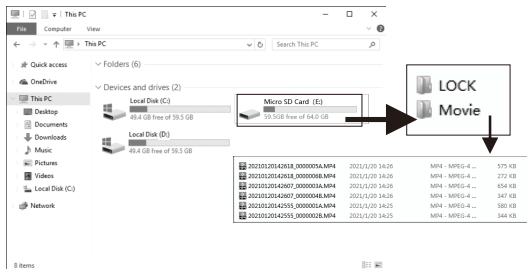 This PC
File Computer View
This PC
Search This PC
Quick access
OneDrive
This PC
Desktop
Documents
Downloads
Music
Pictures
Videos
Local Disk (C:)
Network
Folders (6)
Devices and drives (2)
Local Disk (C:)
49.4 GB free of 59.5 GB
Micro SD Card (E:)
59.5GB free of 64.0 GB
Local Disk (D:)
49.4 GB free of 59.5 GB
LOCK
Movie
20210120142618_0000005A.MP4 2021/1/20 14:26 MP4 - MPEG-4 ... 575 KB
20210120142618_0000006B.MP4 2021/1/20 14:26 MP4 - MPEG-4 ... 272 KB
20210120142607_0000003A.MP4 2021/1/20 14:26 MP4 - MPEG-4 ... 654 KB
20210120142607_0000004B.MP4 2021/1/20 14:26 MP4 - MPEG-4 ... 347 KB
20210120142555_0000001A.MP4 2021/1/20 14:25 MP4 - MPEG-4 ... 580 KB
20210120142555_0000002B.MP4 2021/1/20 14:25 MP4 - MPEG-4 ... 344 KB
8 items